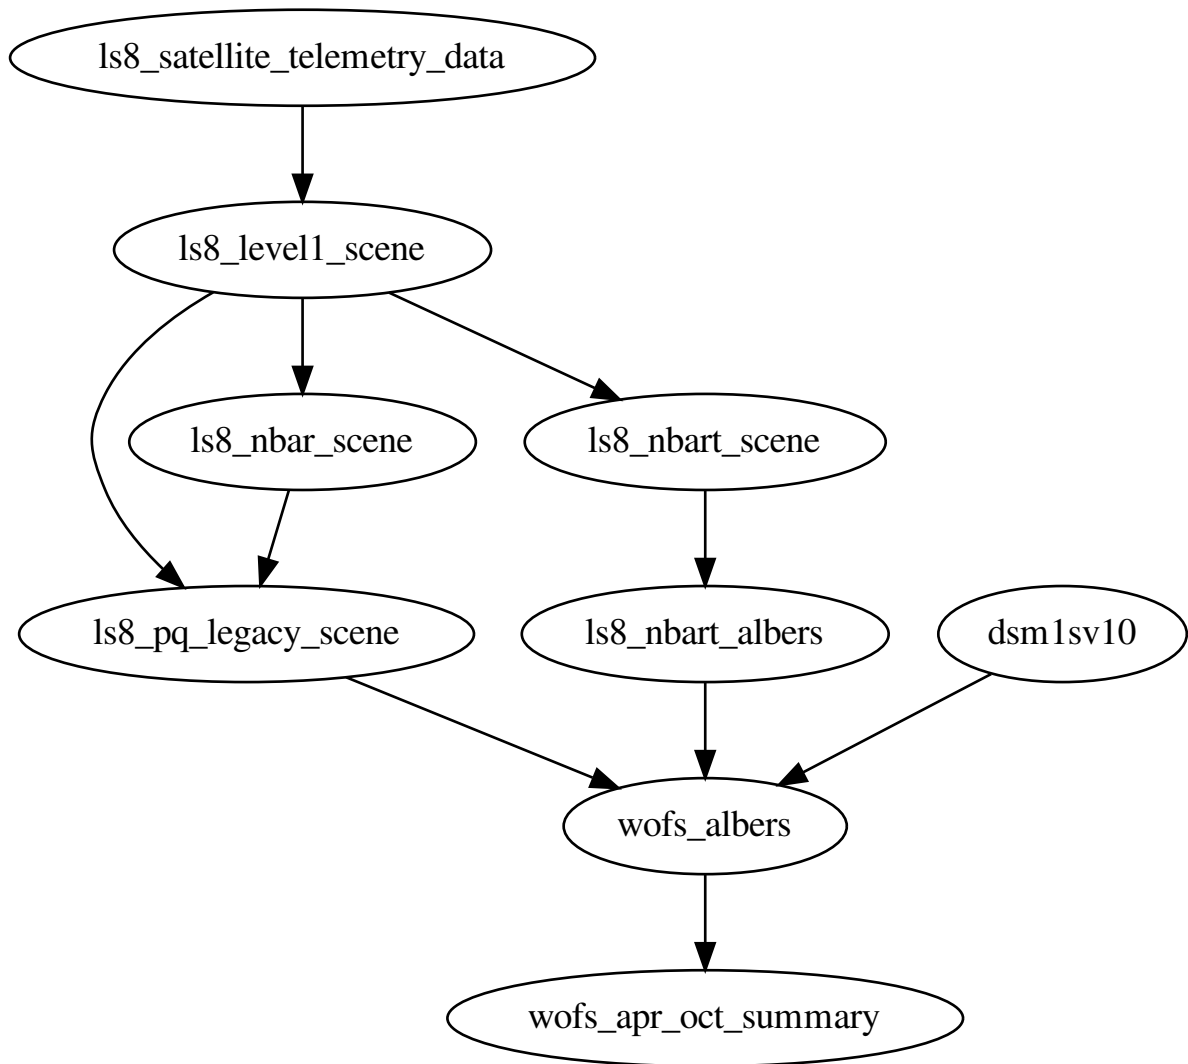 ls8_satellite_telemetry_data
ls8_level1_scene
ls8_nbar_scene
ls8_nbart_scene
ls8_pq_legacy_scene
ls8_nbart_albers
dsm1sv10
wofs_albers
wofs_apr_oct_summary